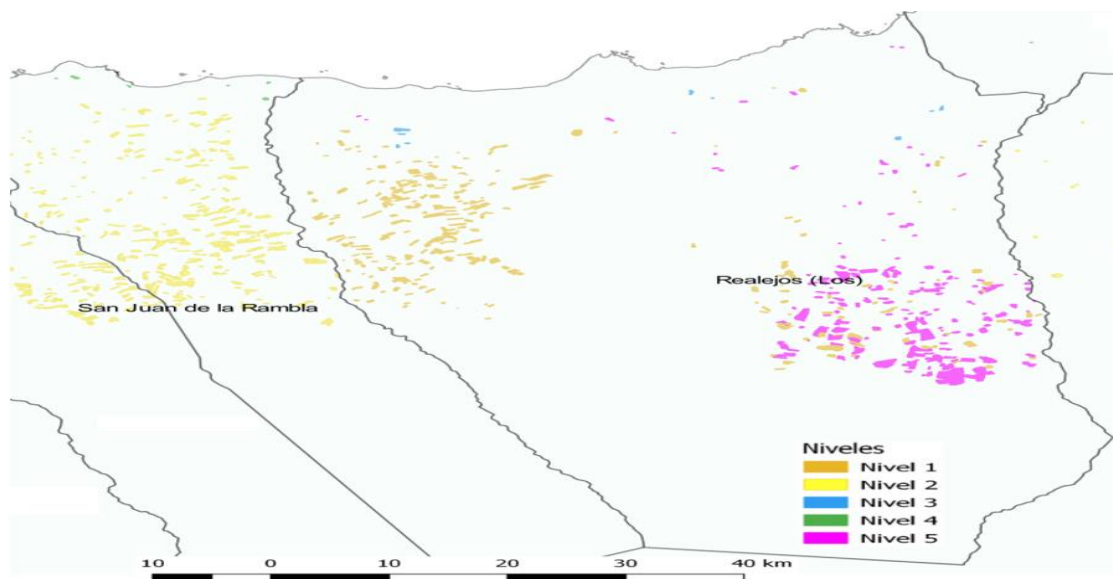 Realejos (Los)
San Juan de la Rambla
Niveles
Nivel 1
Nivel 2
Nivel 3
Nivel 4
Nivel 5
10 0 10 20 30 40 km